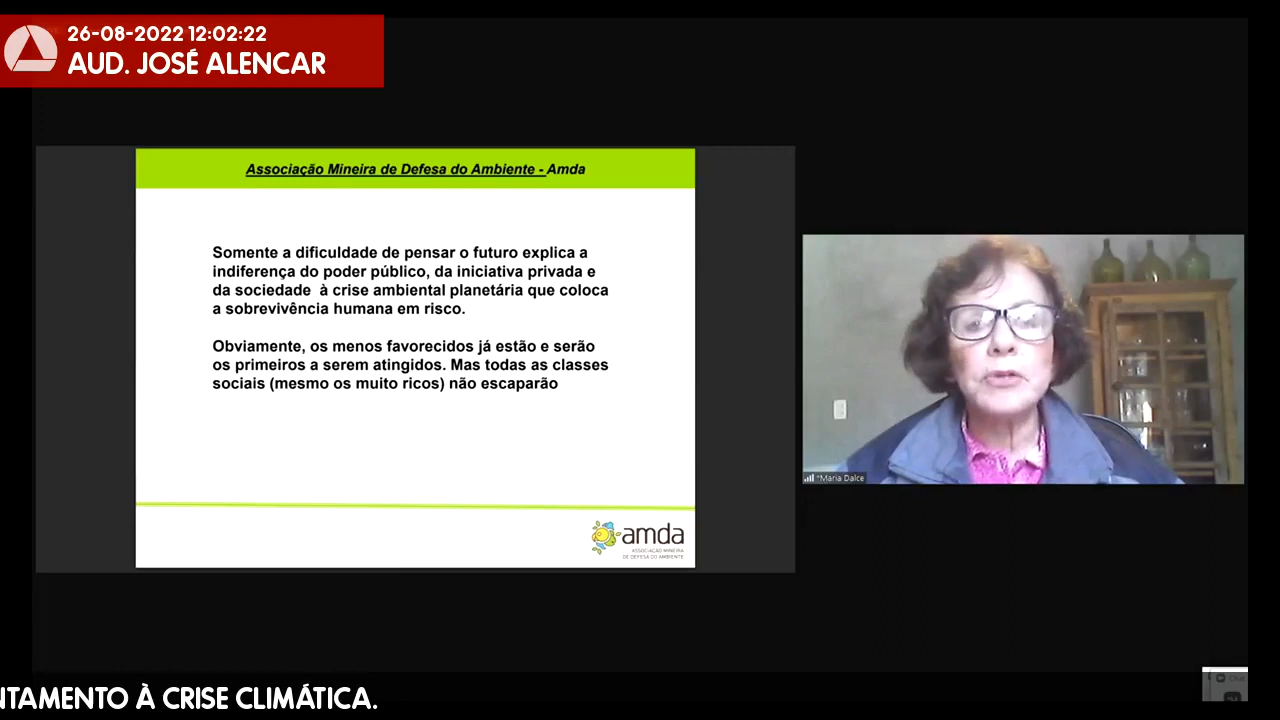 26-08-2022 12:02:22
AUD. JOSÉ ALENCAR
Associação Mineira de Defesa do Ambiente - Amda
Somente a dificuldade de pensar o futuro explica a
indiferença do poder público, da iniciativa privada e
da sociedade à crise ambiental planetária que coloca
a sobrevivência humana em risco.
Obviamente, os menos favorecidos já estão e serão
os primeiros a serem atingidos. Mas todas as classes
sociais (mesmo os muito ricos) não escaparão
amda
ASSOCIAÇÃO MINEIRA
DE DEFESA DO AMBIENTE
*Maria Dalce
Chat
NTAMENTO À CRISE CLIMÁTICA.